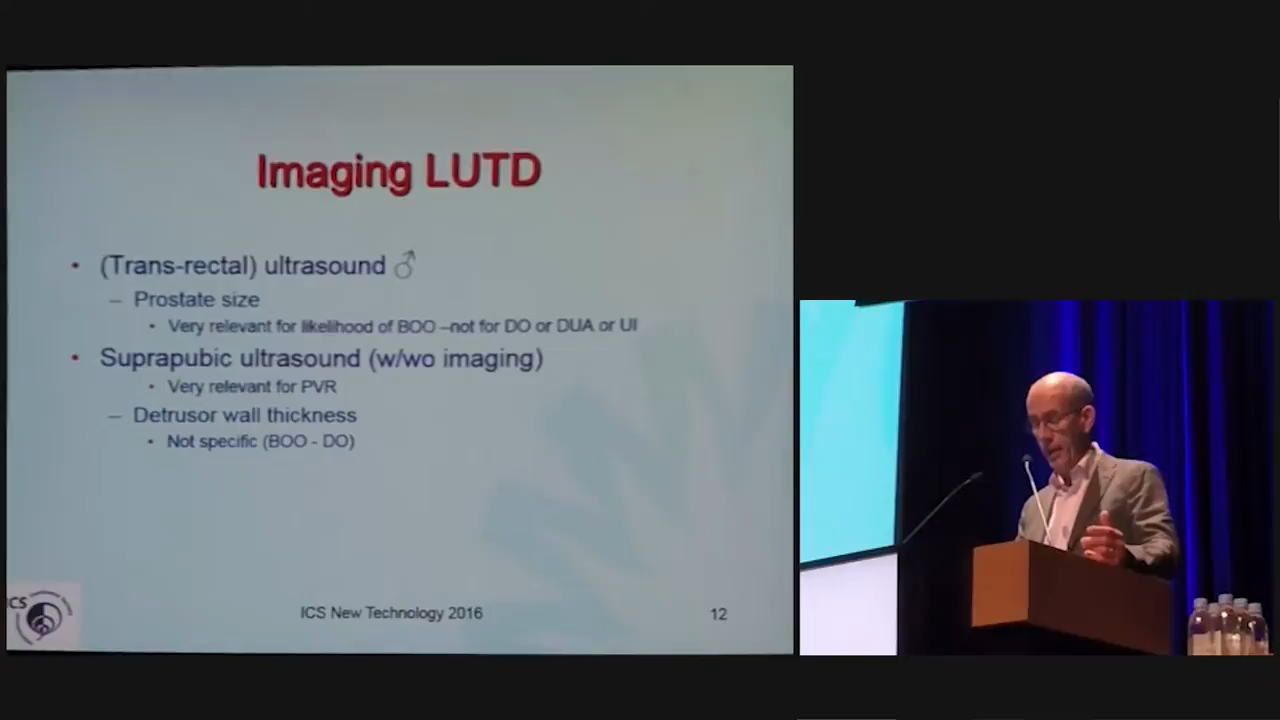 Imaging LUTD
• (Trans-rectal) ultrasound ♂
– Prostate size
• Very relevant for likelihood of BOO –not for DO or DUA or UI
• Suprapubic ultrasound (w/wo imaging)
• Very relevant for PVR
– Detrusor wall thickness
• Not specific (BOO - DO)
ICS
ICS New Technology 2016
12